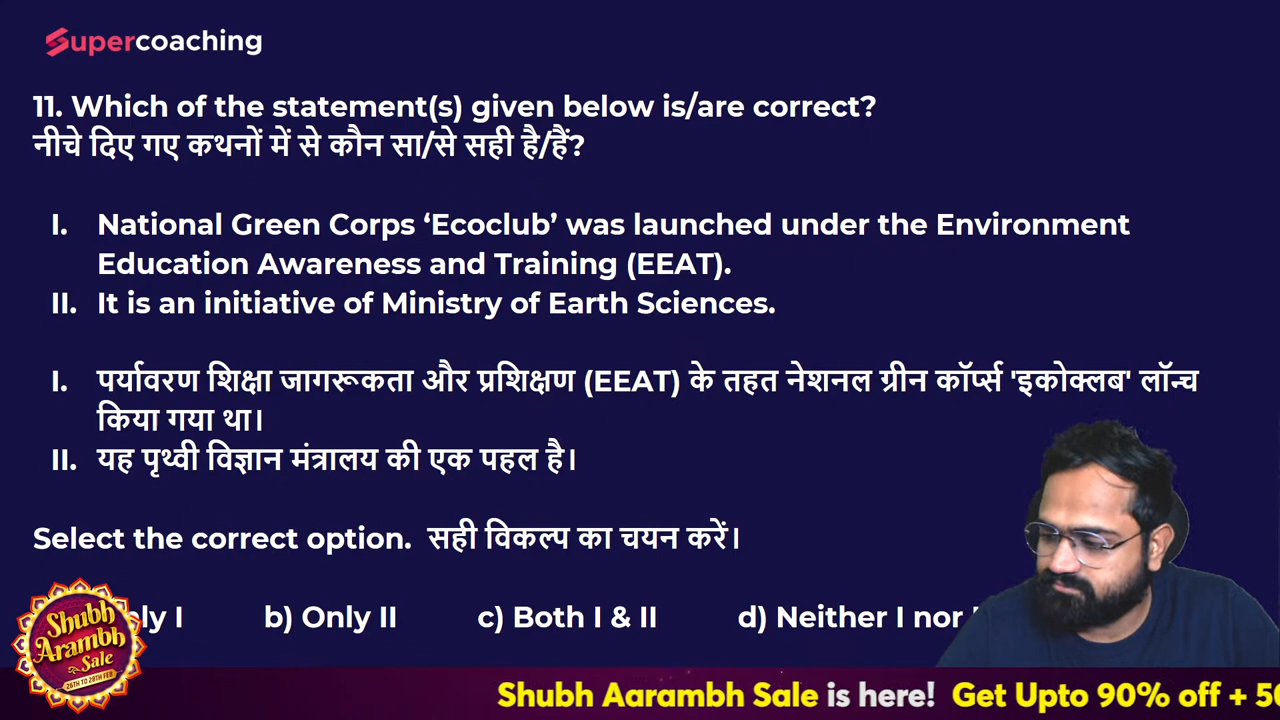 Supercoaching
11. Which of the statement(s) given below is/are correct?
नीचे दिए गए कथनों में से कौन सा/से सही है/हैं?
I. National Green Corps ‘Ecoclub’ was launched under the Environment
Education Awareness and Training (EEAT).
II. It is an initiative of Ministry of Earth Sciences.
I. पर्यावरण शिक्षा जागरूकता और प्रशिक्षण (EEAT) के तहत नेशनल ग्रीन कॉर्प्स 'इकोक्लब' लॉन्च
किया गया था।
II. यह पृथ्वी विज्ञान मंत्रालय की एक पहल है।
Select the correct option. सही विकल्प का चयन करें।
I b) Only II c) Both I & II d) Neither I nor
Shubh
Arambh
Sale
26TH TO 28TH FEB
Shubh Aarambh Sale is here! Get Upto 90% off +